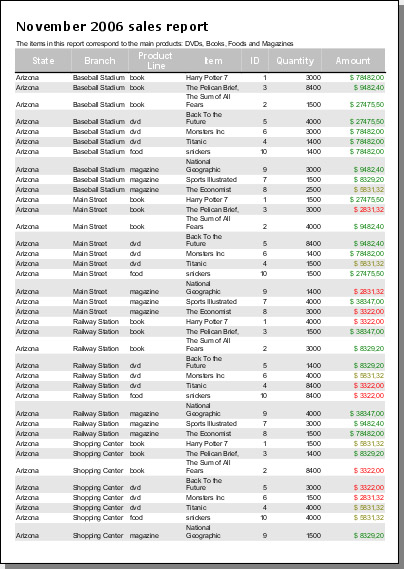 November 2006 sales report
The items in this report correspond to the main products: DVDs, Books, Foods and Magazines
State Branch Product Line Item ID Quantity Amount
Arizona Baseball Stadium book Harry Potter 7 1 3000 $ 78482,00
Arizona Baseball Stadium book The Pelican Brief, 3 8400 $ 9482,40
The Sum of All
Arizona Baseball Stadium book Fears 2 1500 $ 27475,50
Back To the
Arizona Baseball Stadium dvd Future 5 4000 $ 27475,50
Arizona Baseball Stadium dvd Monsters Inc 6 3000 $ 78482,00
Arizona Baseball Stadium dvd Titanic 4 1400 $ 78482,00
Arizona Baseball Stadium food snickers 10 1400 $ 78482,00
National
Arizona Baseball Stadium magazine Geographic 9 3000 $ 9482,40
Arizona Baseball Stadium magazine Sports Illustrated 7 1500 $ 8329,20
Arizona Baseball Stadium magazine The Economist 8 2500 $ 5831,32
Arizona Main Street book Harry Potter 7 1 1500 $ 27475,50
Arizona Main Street book The Pelican Brief, 3 3000 $ 2831,32
The Sum of All
Arizona Main Street book Fears 2 4000 $ 9482,40
Back To the
Arizona Main Street dvd Future 5 8400 $ 9482,40
Arizona Main Street dvd Monsters Inc 6 1400 $ 78482,00
Arizona Main Street dvd Titanic 4 1500 $ 5831,32
Arizona Main Street food snickers 10 1500 $ 27475,50
National
Arizona Main Street magazine Geographic 9 1400 $ 2831,32
Arizona Main Street magazine Sports Illustrated 7 4000 $ 38347,00
Arizona Main Street magazine The Economist 8 3000 $ 3322,00
Arizona Railway Station book Harry Potter 7 1 4000 $ 3322,00
Arizona Railway Station book The Pelican Brief, 3 1500 $ 38347,00
The Sum of All
Arizona Railway Station book Fears 2 3000 $ 8329,20
Back To the
Arizona Railway Station dvd Future 5 1400 $ 8329,20
Arizona Railway Station dvd Monsters Inc 6 4000 $ 5831,32
Arizona Railway Station dvd Titanic 4 8400 $ 3322,00
Arizona Railway Station food snickers 10 8400 $ 3322,00
National
Arizona Railway Station magazine Geographic 9 4000 $ 38347,00
Arizona Railway Station magazine Sports Illustrated 7 3000 $ 9482,40
Arizona Railway Station magazine The Economist 8 1500 $ 78482,00
Arizona Shopping Center book Harry Potter 7 1 1500 $ 5831,32
Arizona Shopping Center book The Pelican Brief, 3 1400 $ 8329,20
The Sum of All
Arizona Shopping Center book Fears 2 8400 $ 3322,00
Back To the
Arizona Shopping Center dvd Future 5 3000 $ 3322,00
Arizona Shopping Center dvd Monsters Inc 6 1500 $ 2831,32
Arizona Shopping Center dvd Titanic 4 4000 $ 5831,32
Arizona Shopping Center food snickers 10 4000 $ 5831,32
National
Arizona Shopping Center magazine Geographic 9 1500 $ 8329,20